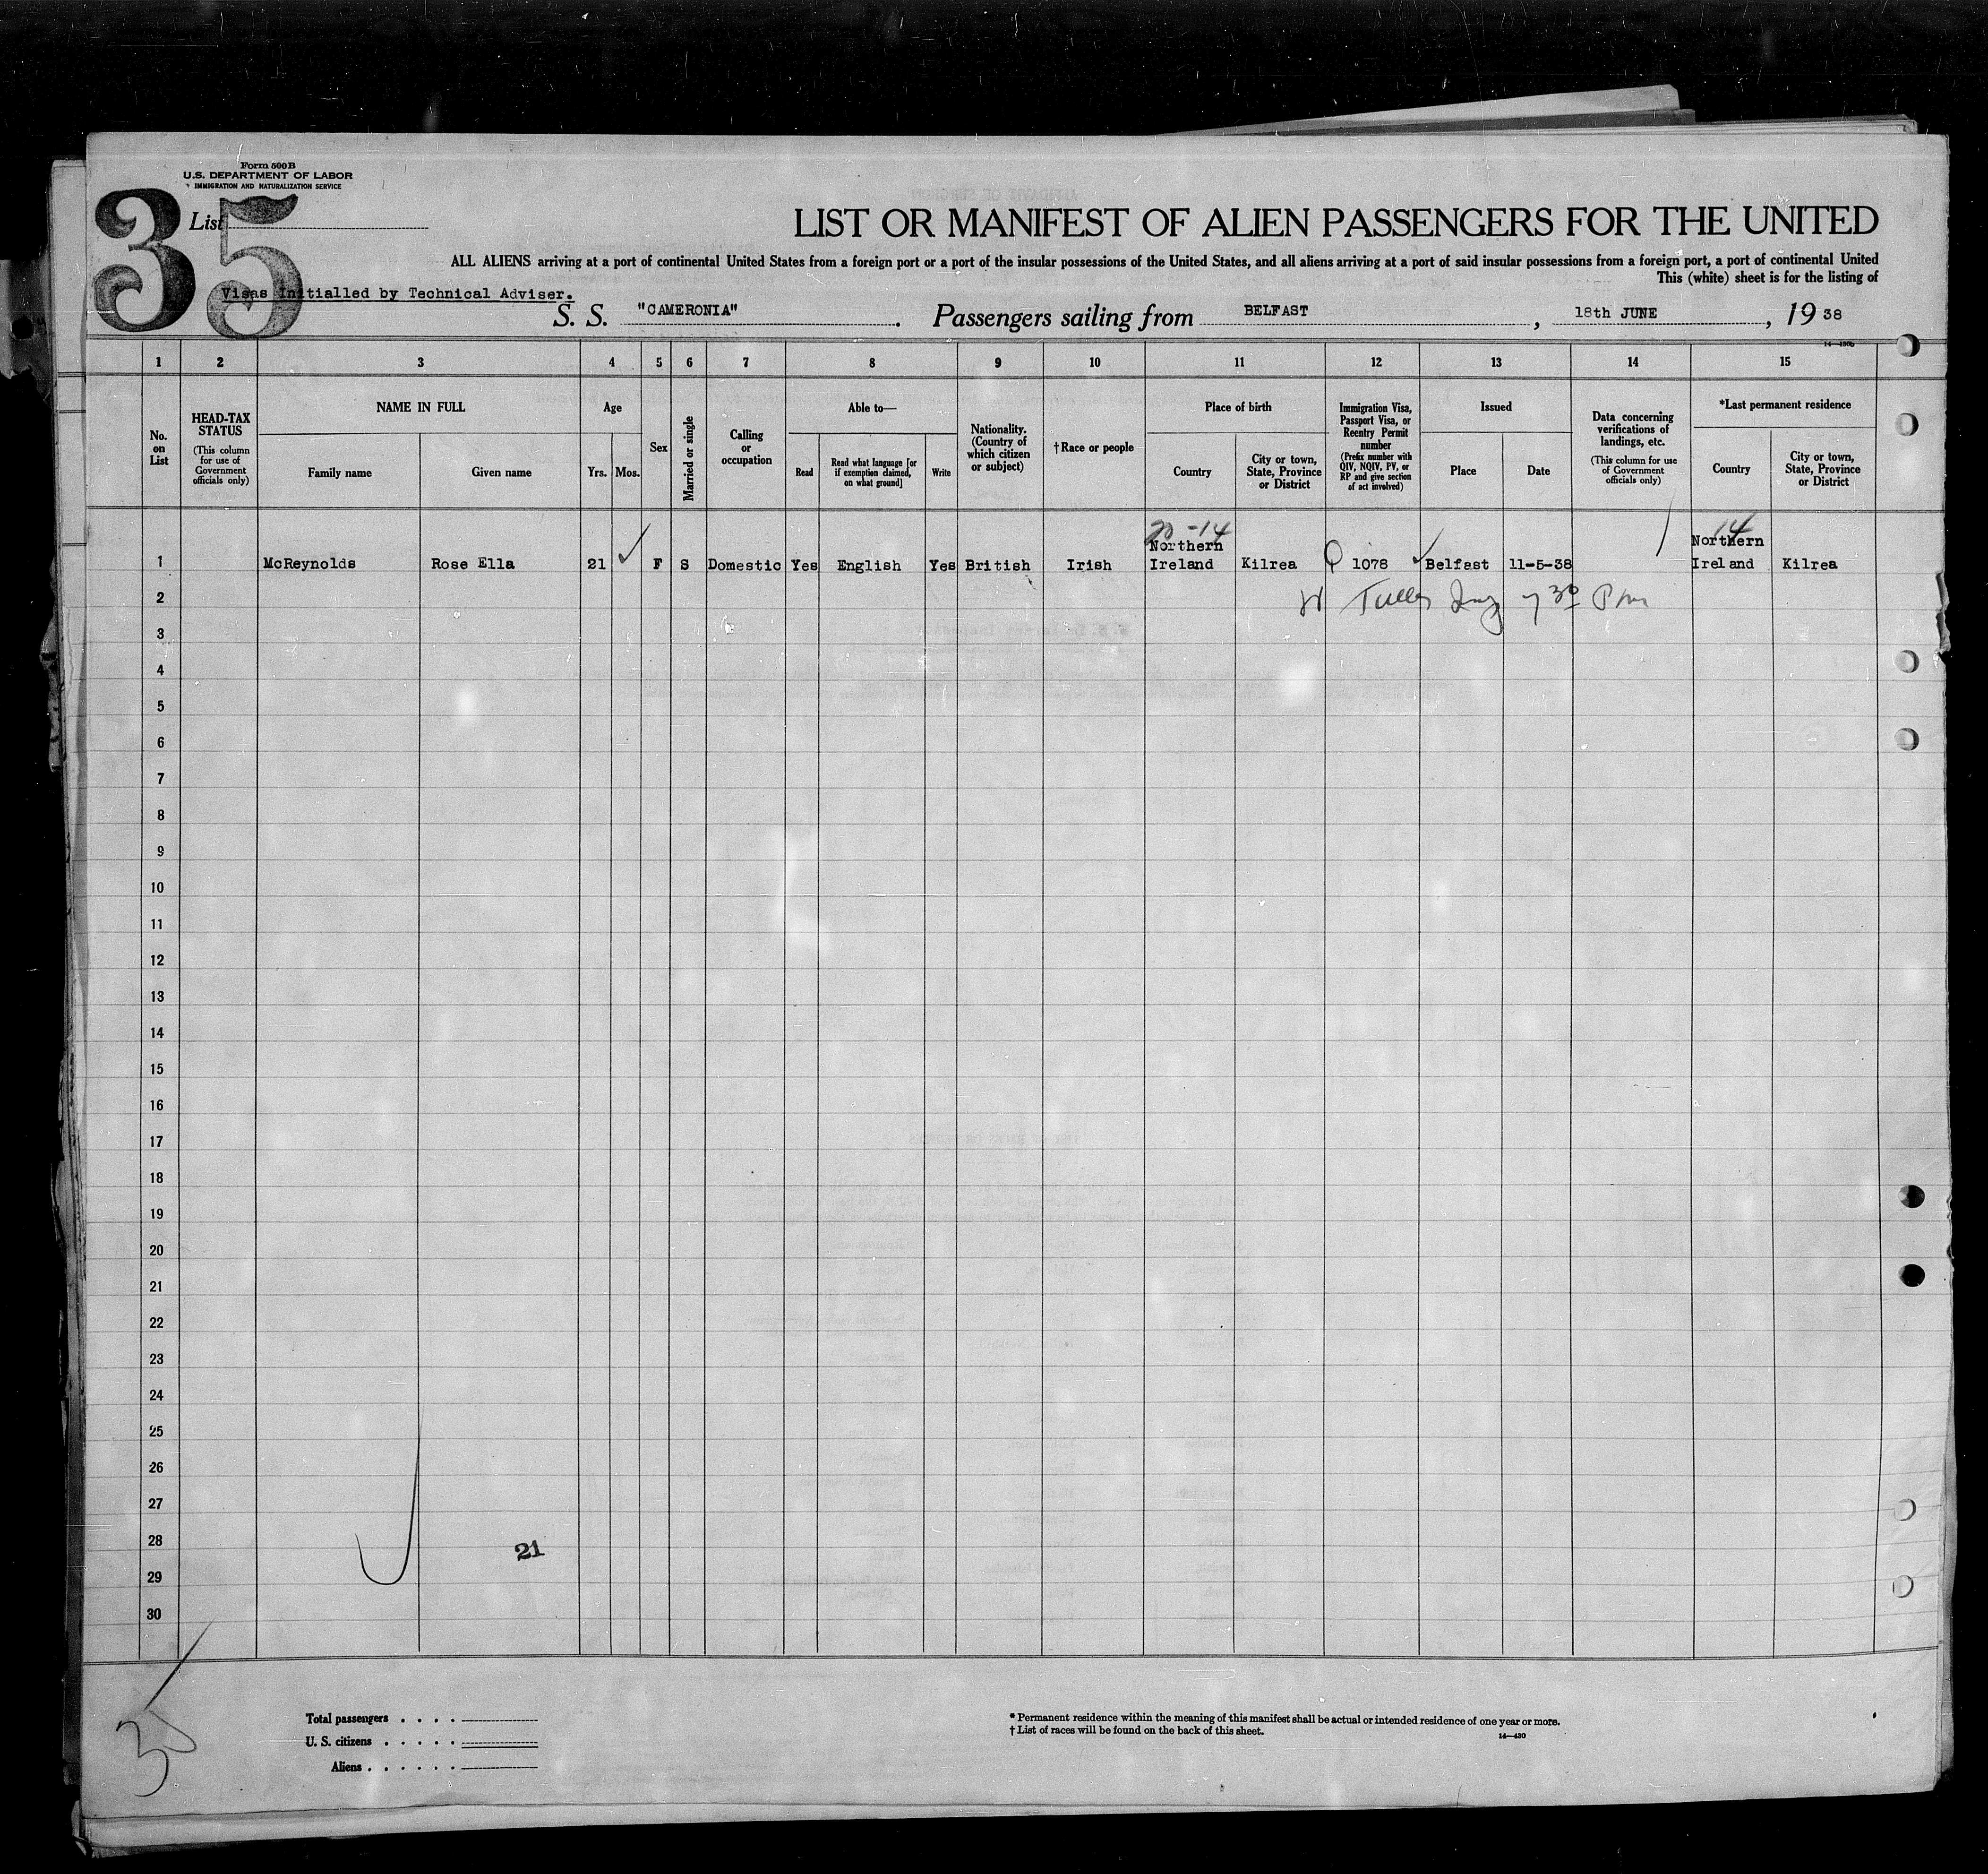 Form 500 B
U.S. DEPARTMENT OF LABOR
IMMIGRATION AND NATURALIZATION SERVICE
35
List
LIST OR MANIFEST OF ALIEN PASSENGERS FOR THE UNITED
ALL ALIENS arriving at a port of continental United States from a foreign port or a port of the insular possessions of the United States, and all aliens arriving at a port of said insular possessions from a foreign port, a port of continental United
This (white) sheet is for the listing of
Visas Initialled by Technical Adviser.
S. S. "CAMERONIA". Passengers sailing from BELFAST, 18th JUNE, 19 38
1 2 3 4 5 6 7 8 9 10 11 12 13 14 15
No. on List
HEAD-TAX STATUS (This column for use of Government officials only)
NAME IN FULL
Family name Given name
Age
Yrs. Mos.
Sex
Married or single
Calling or occupation
Able to—
Read
Read what language [or if exemption claimed, on what ground]
Write
Nationality. (Country of which citizen or subject)
†Race or people
Place of birth
Country
City or town, State, Province or District
Immigration Visa, Passport Visa, or Reentry Permit number (Prefix number with QIV, NQIV, PV, or RP and give section of act involved)
Issued
Place Date
Data concerning verifications of landings, etc. (This column for use of Government officials only)
*Last permanent residence
Country
City or town, State, Province or District
-14 14
1 McReynolds Rose Ella 21 ✓ F S Domestic Yes English Yes British Irish Northern Ireland Kilrea Q 1078 ✓ Belfast 11-5-38 Northern Ireland Kilrea
2 7 30 Pm
3
4
5
6
7
8
9
10
11
12
13
14
15
16
17
18
19
20
21
22
23
24
25
26
27
28 21
29
30
35
Total passengers . . . .
U. S. citizens . . . . .
Aliens . . . . . .
* Permanent residence within the meaning of this manifest shall be actual or intended residence of one year or more.
† List of races will be found on the back of this sheet.
14—430